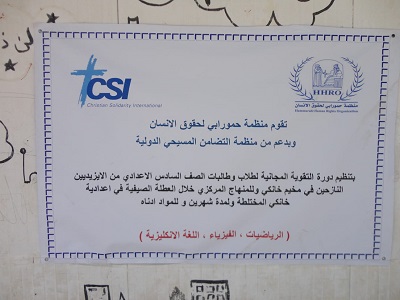 CSI
Christian Solidarity International
HHRO
منظمة حمورابي لحقوق الانسان
Hammurabi Human Rights Organization
تقوم منظمة حمورابي لحقوق الانسان
وبدعم من منظمة التضامن المسيحي الدولية
بتنظيم دورة التقوية المجانية لطلاب وطالبات الصف السادس الاعدادي من الايزيديين
النازحين في مخيم خانكي وللمنهاج المركزي خلال العطلة الصيفية في اعدادية
خانكي المختلطة ولمدة شهرين و للمواد ادناه
( الرياضيات ، الفيزياء ، اللغة الانكليزية )